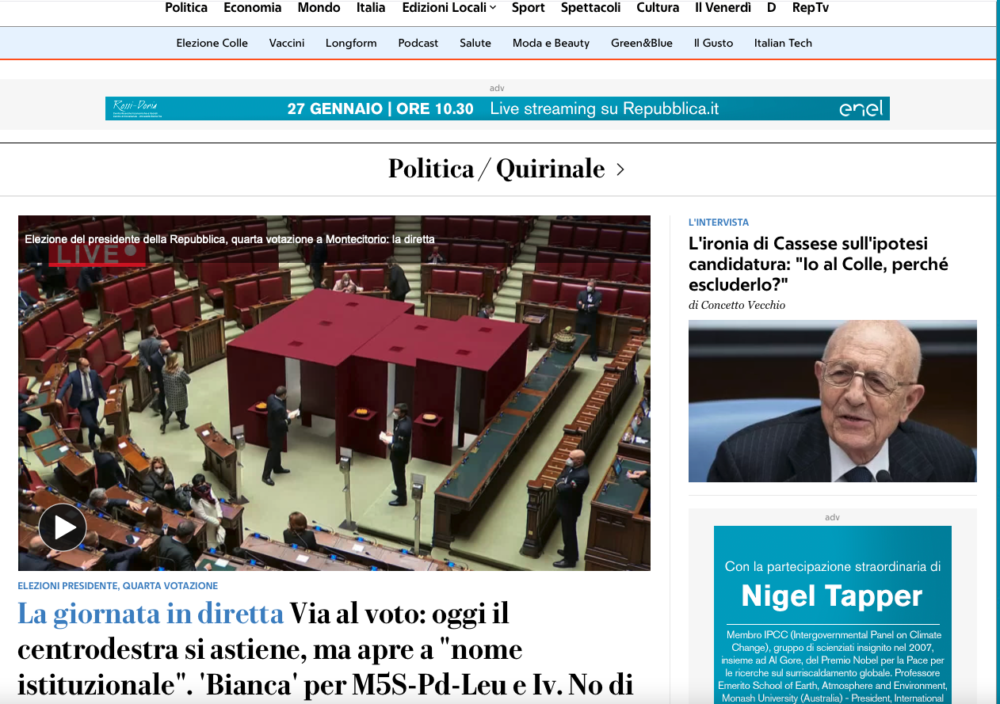 Politica Economia Mondo Italia Edizioni Locali Sport Spettacoli Cultura Il Venerdì D RepTv
Elezione Colle Vaccini Longform Podcast Salute Moda e Beauty Green&Blue Il Gusto Italian Tech
adv
Rossi-Doria
27 GENNAIO | ORE 10.30 Live streaming su Repubblica.it
enel
Politica / Quirinale
Elezione del presidente della Repubblica, quarta votazione a Montecitorio: la diretta
LIVE
ELEZIONI PRESIDENTE, QUARTA VOTAZIONE
La giornata in diretta Via al voto: oggi il
centrodestra si astiene, ma apre a "nome
istituzionale". 'Bianca' per M5S-Pd-Leu e Iv. No di
L'INTERVISTA
L'ironia di Cassese sull'ipotesi
candidatura: "Io al Colle, perché
escluderlo?"
di Concetto Vecchio
adv
Con la partecipazione straordinaria di
Nigel Tapper
Membro IPCC (Intergovernmental Panel on Climate
Change), gruppo di scienziati insignito nel 2007,
insieme ad Al Gore, del Premio Nobel per la Pace per
le ricerche sul surriscaldamento globale. Professore
Emerito School of Earth, Atmosphere and Environment,
Monash University (Australia) - President, International